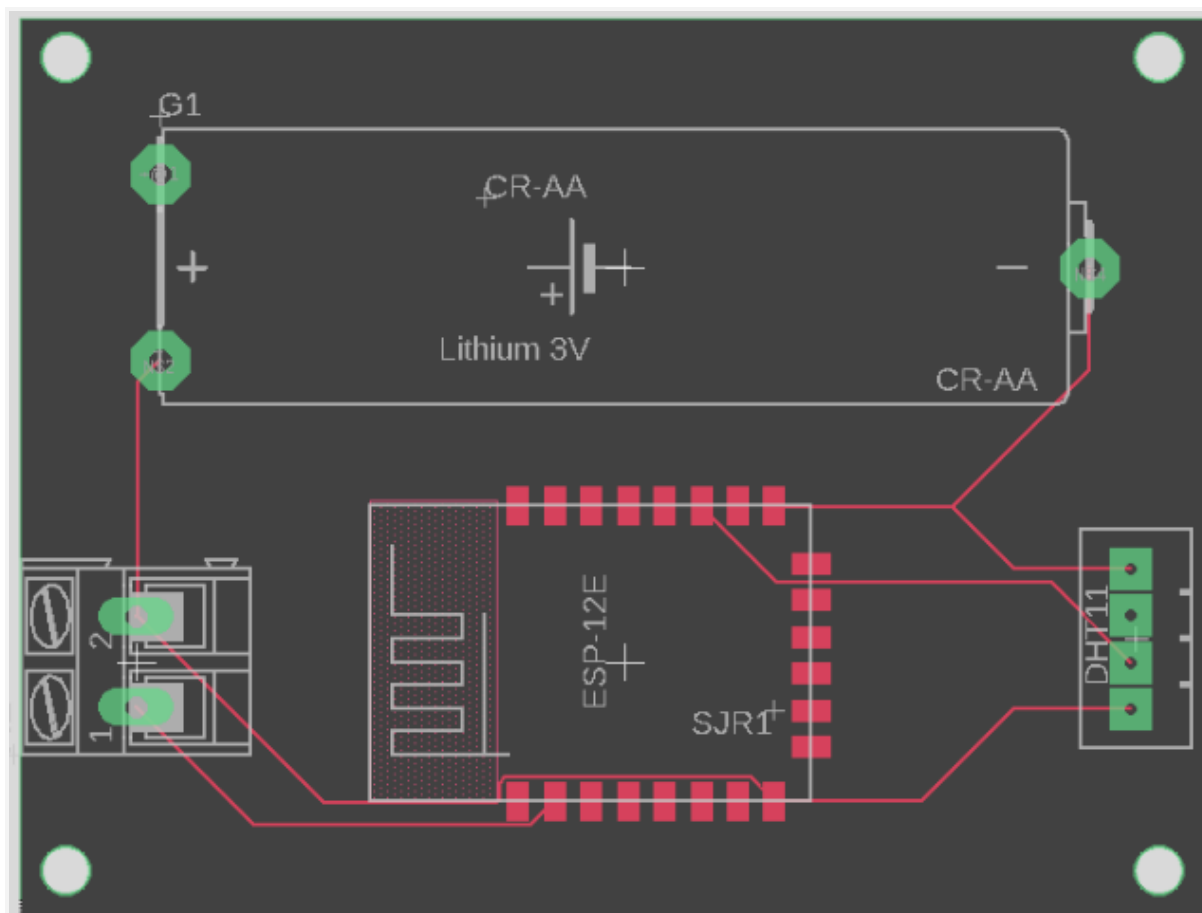 G1
CR-AA
+
−
+
Lithium 3V
CR-AA
ESP-12E
SJR1
DHT11
2
1